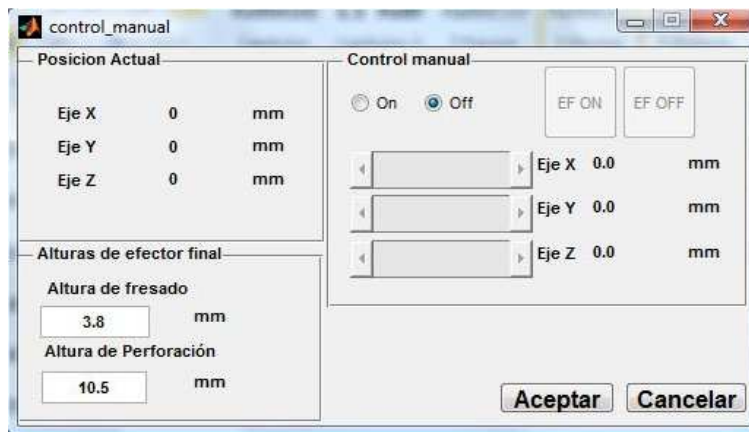 control_manual
Posicion Actual
Eje X 0 mm
Eje Y 0 mm
Eje Z 0 mm
Control manual
On Off EF ON EF OFF
Eje X 0.0 mm
Eje Y 0.0 mm
Eje Z 0.0 mm
Alturas de efector final
Altura de fresado
3.8 mm
Altura de Perforación
10.5 mm
Aceptar Cancelar